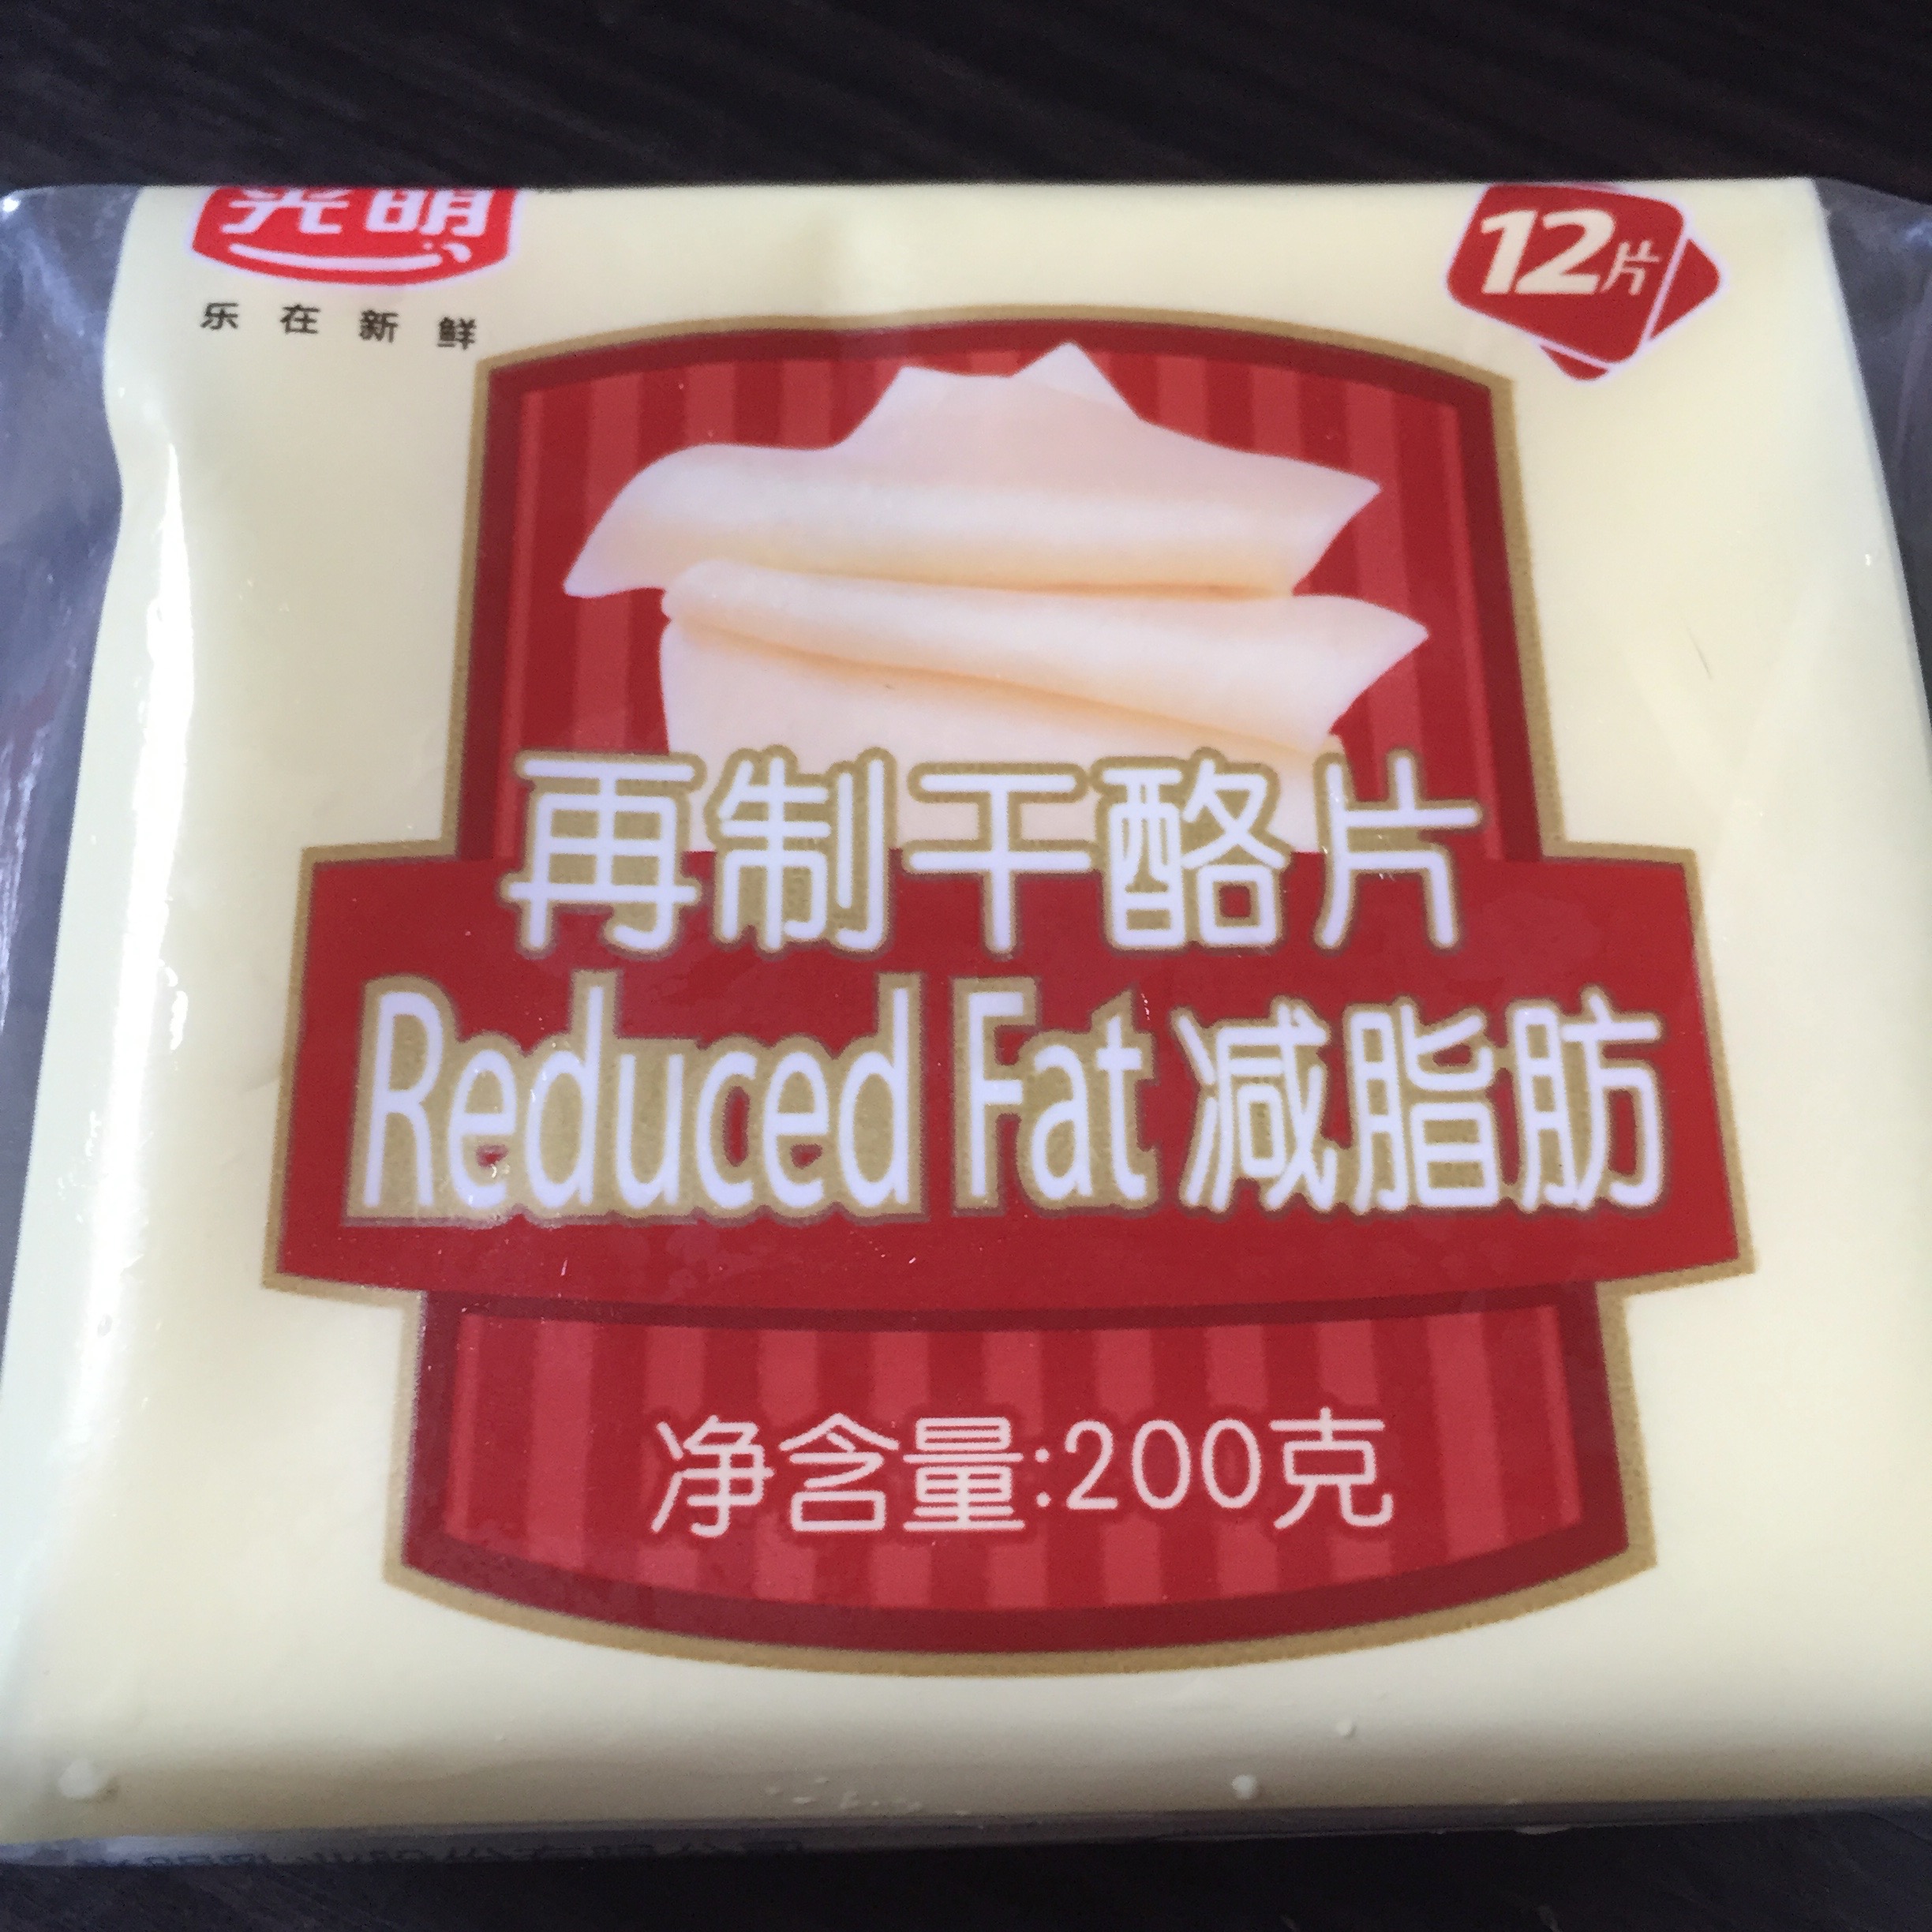 光明
乐在新鲜
12片
再制干酪片
Reduced Fat 减脂肪
净含量:200克